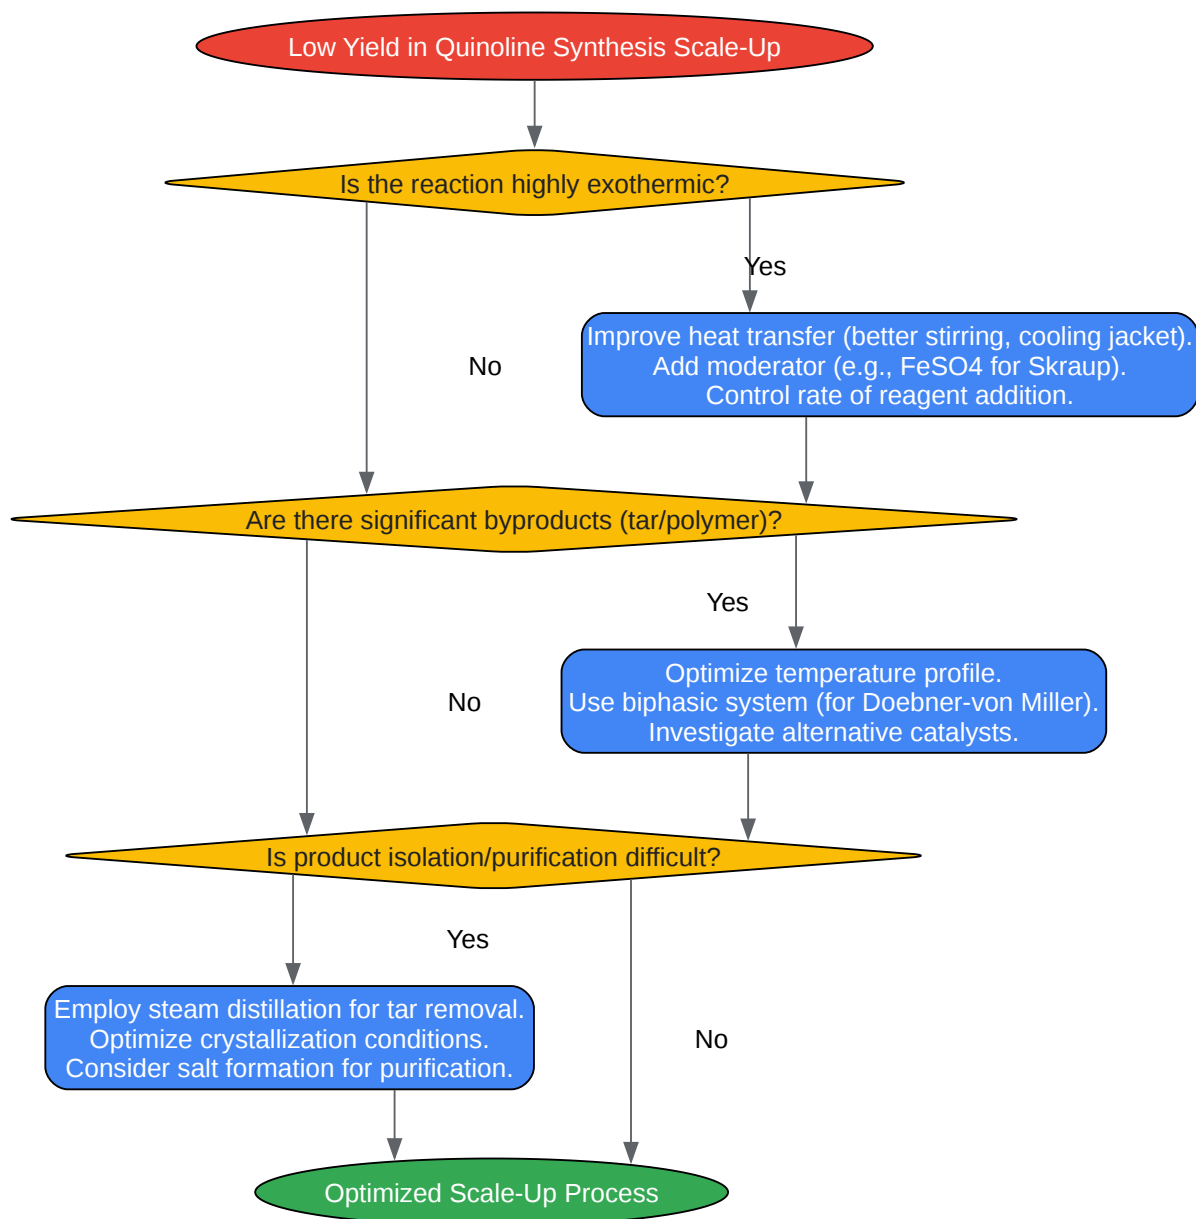 Low Yield in Quinoline Synthesis Scale-Up
Is the reaction highly exothermic?
Yes
Improve heat transfer (better stirring, cooling jacket).
Add moderator (e.g., FeSO4 for Skraup).
Control rate of reagent addition.
No
Are there significant byproducts (tar/polymer)?
Yes
Optimize temperature profile.
Use biphasic system (for Doebner-von Miller).
Investigate alternative catalysts.
No
Is product isolation/purification difficult?
Yes
Employ steam distillation for tar removal.
Optimize crystallization conditions.
Consider salt formation for purification.
No
Optimized Scale-Up Process